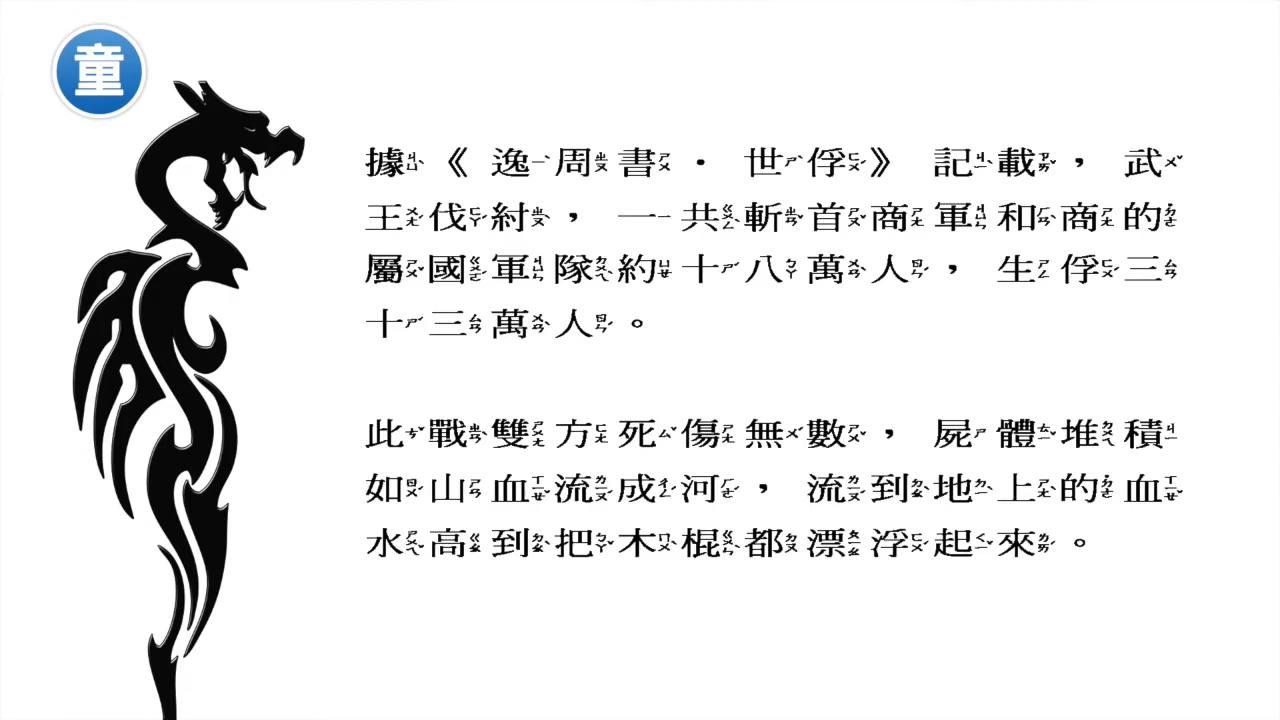 童
據《逸周書·世俘》記載，武
王伐紂，一共斬首商軍和商的
屬國軍隊約十八萬人，生俘三
十三萬人。
此戰雙方死傷無數，屍體堆積
如山血流成河，流到地上的血
水高到把木棍都漂浮起來。